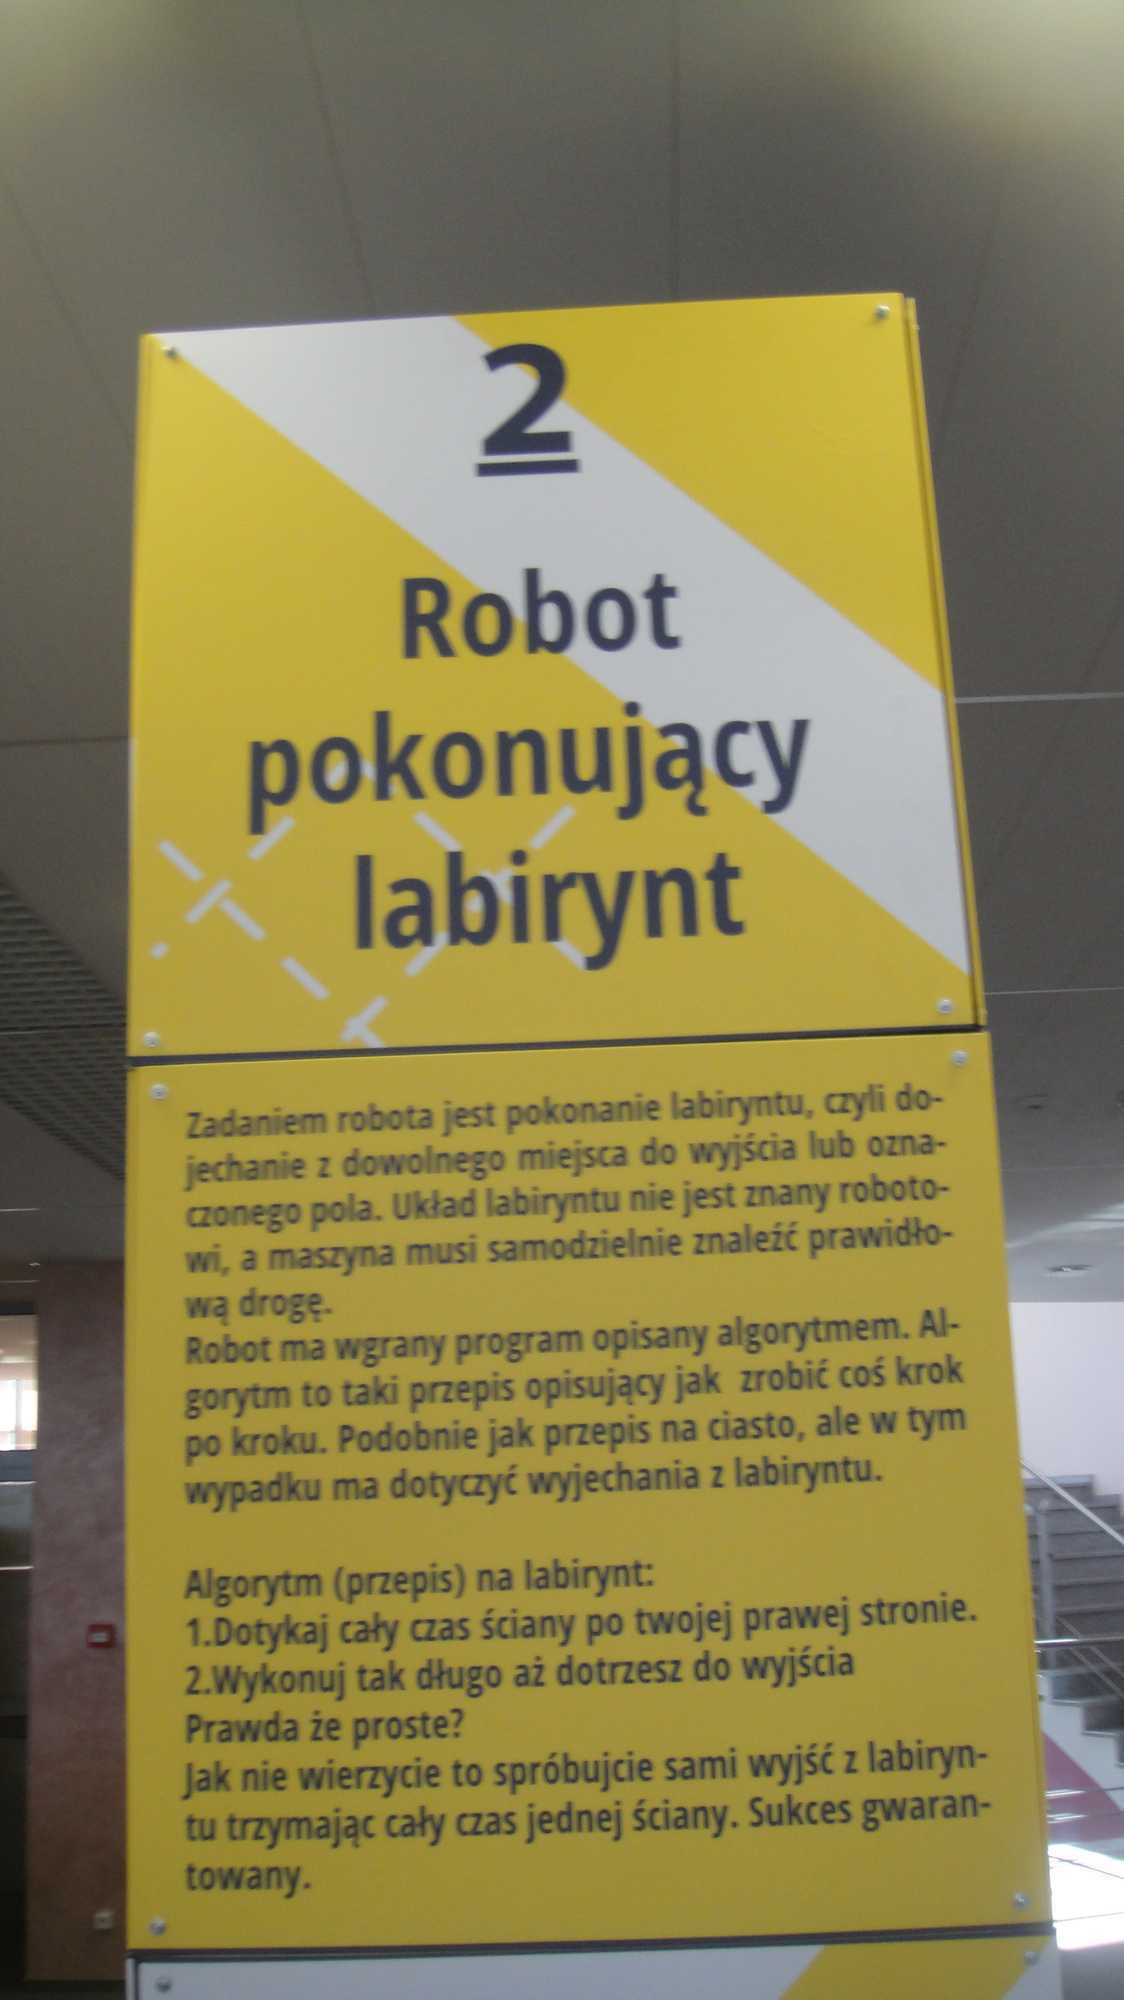 2
Robot
pokonujący
labirynt
Zadaniem robota jest pokonanie labiryntu, czyli do-
jechanie z dowolnego miejsca do wyjścia lub ozna-
czonego pola. Układ labiryntu nie jest znany roboto-
wi, a maszyna musi samodzielnie znaleźć prawidło-
wą drogę.
Robot ma wgrany program opisany algorytmem. Al-
gorytm to taki przepis opisujący jak  zrobić coś krok
po kroku. Podobnie jak przepis na ciasto, ale w tym
wypadku ma dotyczyć wyjechania z labiryntu.
Algorytm (przepis) na labirynt:
1.Dotykaj cały czas ściany po twojej prawej stronie.
2.Wykonuj tak długo aż dotrzesz do wyjścia
Prawda że proste?
Jak nie wierzycie to spróbujcie sami wyjść z labiryn-
tu trzymając cały czas jednej ściany. Sukces gwaran-
towany.